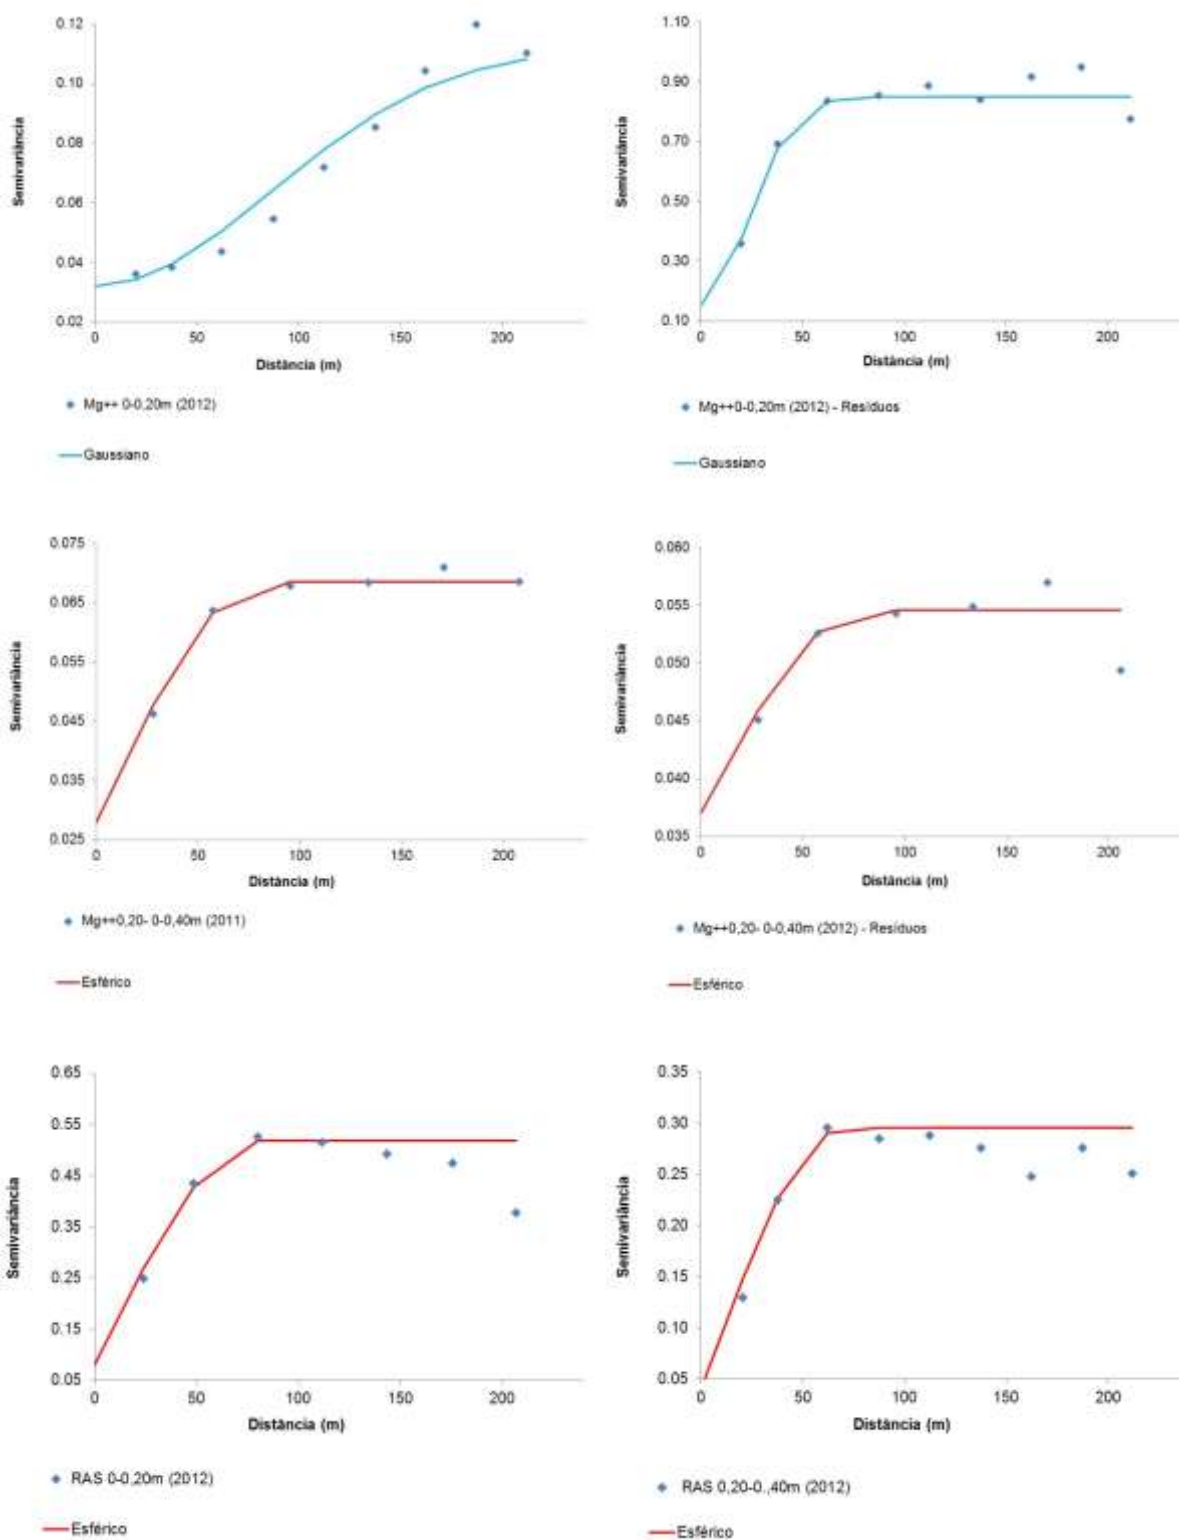 0.12
0.10
0.08
0.06
0.04
0.02
Semivariância
0 50 100 150 200
Distância (m)
Mg++ 0-0,20m (2012)
Gaussiano
1.10
0.90
0.70
0.50
0.30
0.10
Semivariância
0 50 100 150 200
Distância (m)
Mg++0-0,20m (2012) - Resíduos
Gaussiano
0.075
0.065
0.055
0.045
0.035
0.025
Semivariância
0 50 100 150 200
Distância (m)
Mg++0,20- 0-0,40m (2011)
Esférico
0.060
0.055
0.050
0.045
0.040
0.035
Semivariância
0 50 100 150 200
Distância (m)
Mg++0,20- 0-0,40m (2012) - Resíduos
Esférico
0.65
0.55
0.45
0.35
0.25
0.15
0.05
Semivariância
0 50 100 150 200
Distância (m)
RAS 0-0,20m (2012)
Esférico
0.35
0.30
0.25
0.20
0.15
0.10
0.05
Semivariância
0 50 100 150 200
Distância (m)
RAS 0,20-0.,40m (2012)
Esférico